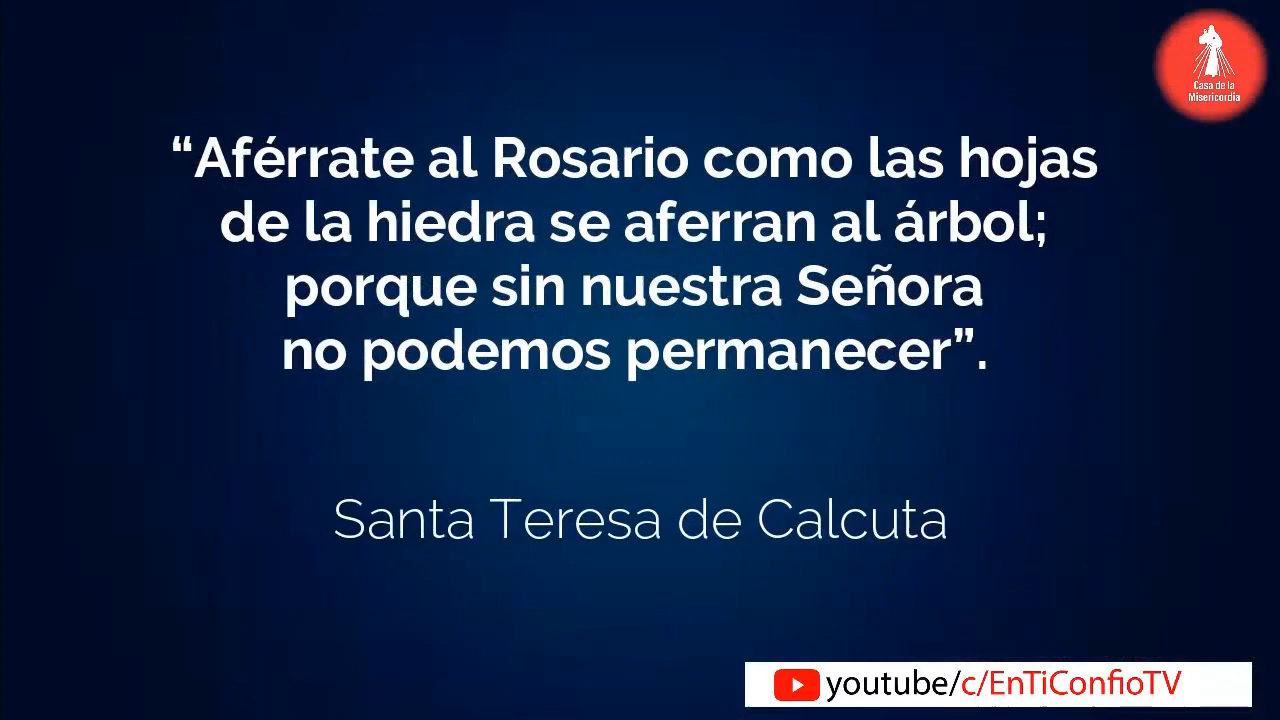 Casa de la
Misericordia
“Aférrate al Rosario como las hojas
de la hiedra se aferran al árbol;
porque sin nuestra Señora
no podemos permanecer”.
Santa Teresa de Calcuta
youtube/c/EnTiConfioTV